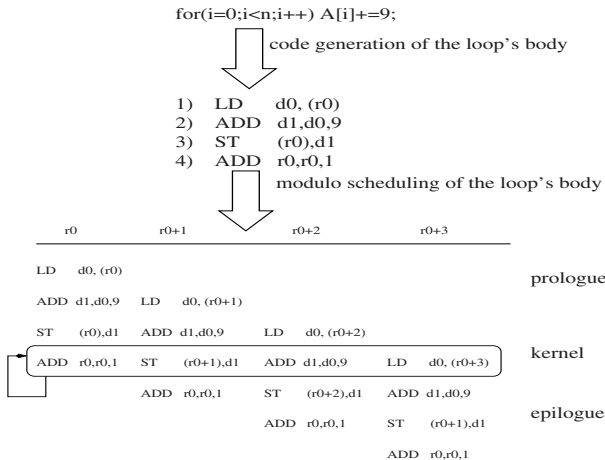 for(i=0;i<n;i++) A[i]+=9;
code generation of the loop's body
1) LD d0, (r0)
2) ADD d1,d0,9
3) ST (r0),d1
4) ADD r0,r0,1
modulo scheduling of the loop's body
r0 r0+1 r0+2 r0+3
LD d0, (r0)
prologue
ADD d1,d0,9 LD d0, (r0+1)
ST (r0),d1 ADD d1,d0,9 LD d0, (r0+2)
kernel
ADD r0,r0,1 ST (r0+1),d1 ADD d1,d0,9 LD d0, (r0+3)
ADD r0,r0,1 ST (r0+2),d1 ADD d1,d0,9
epilogue
ADD r0,r0,1 ST (r0+1),d1
ADD r0,r0,1